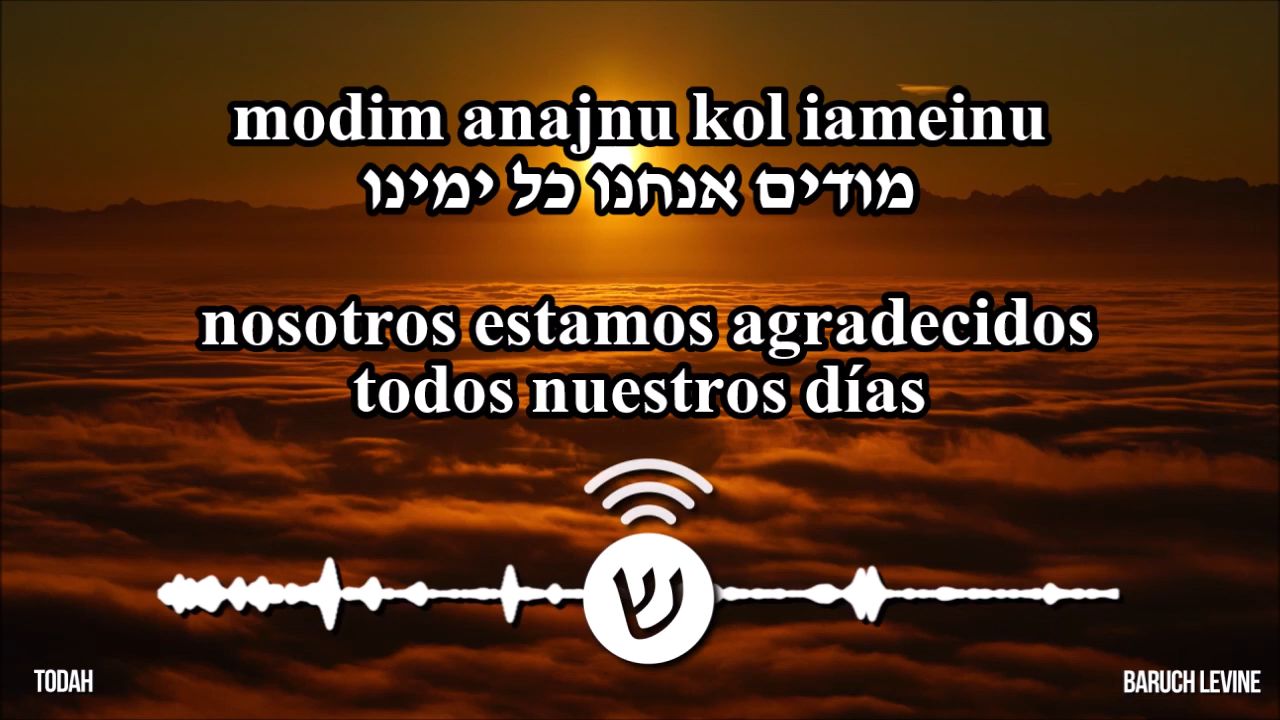 modim anajnu kol iameinu
מודים אנחנו כל ימינו
nosotros estamos agradecidos
todos nuestros días
ש
TODAH
BARUCH LEVINE